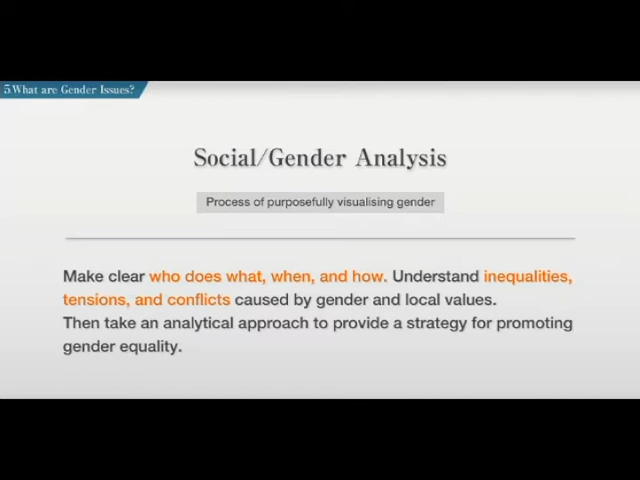 5.What are Gender Issues?
Social/Gender Analysis
Process of purposefully visualising gender
Make clear who does what, when, and how. Understand inequalities,
tensions, and conflicts caused by gender and local values.
Then take an analytical approach to provide a strategy for promoting
gender equality.